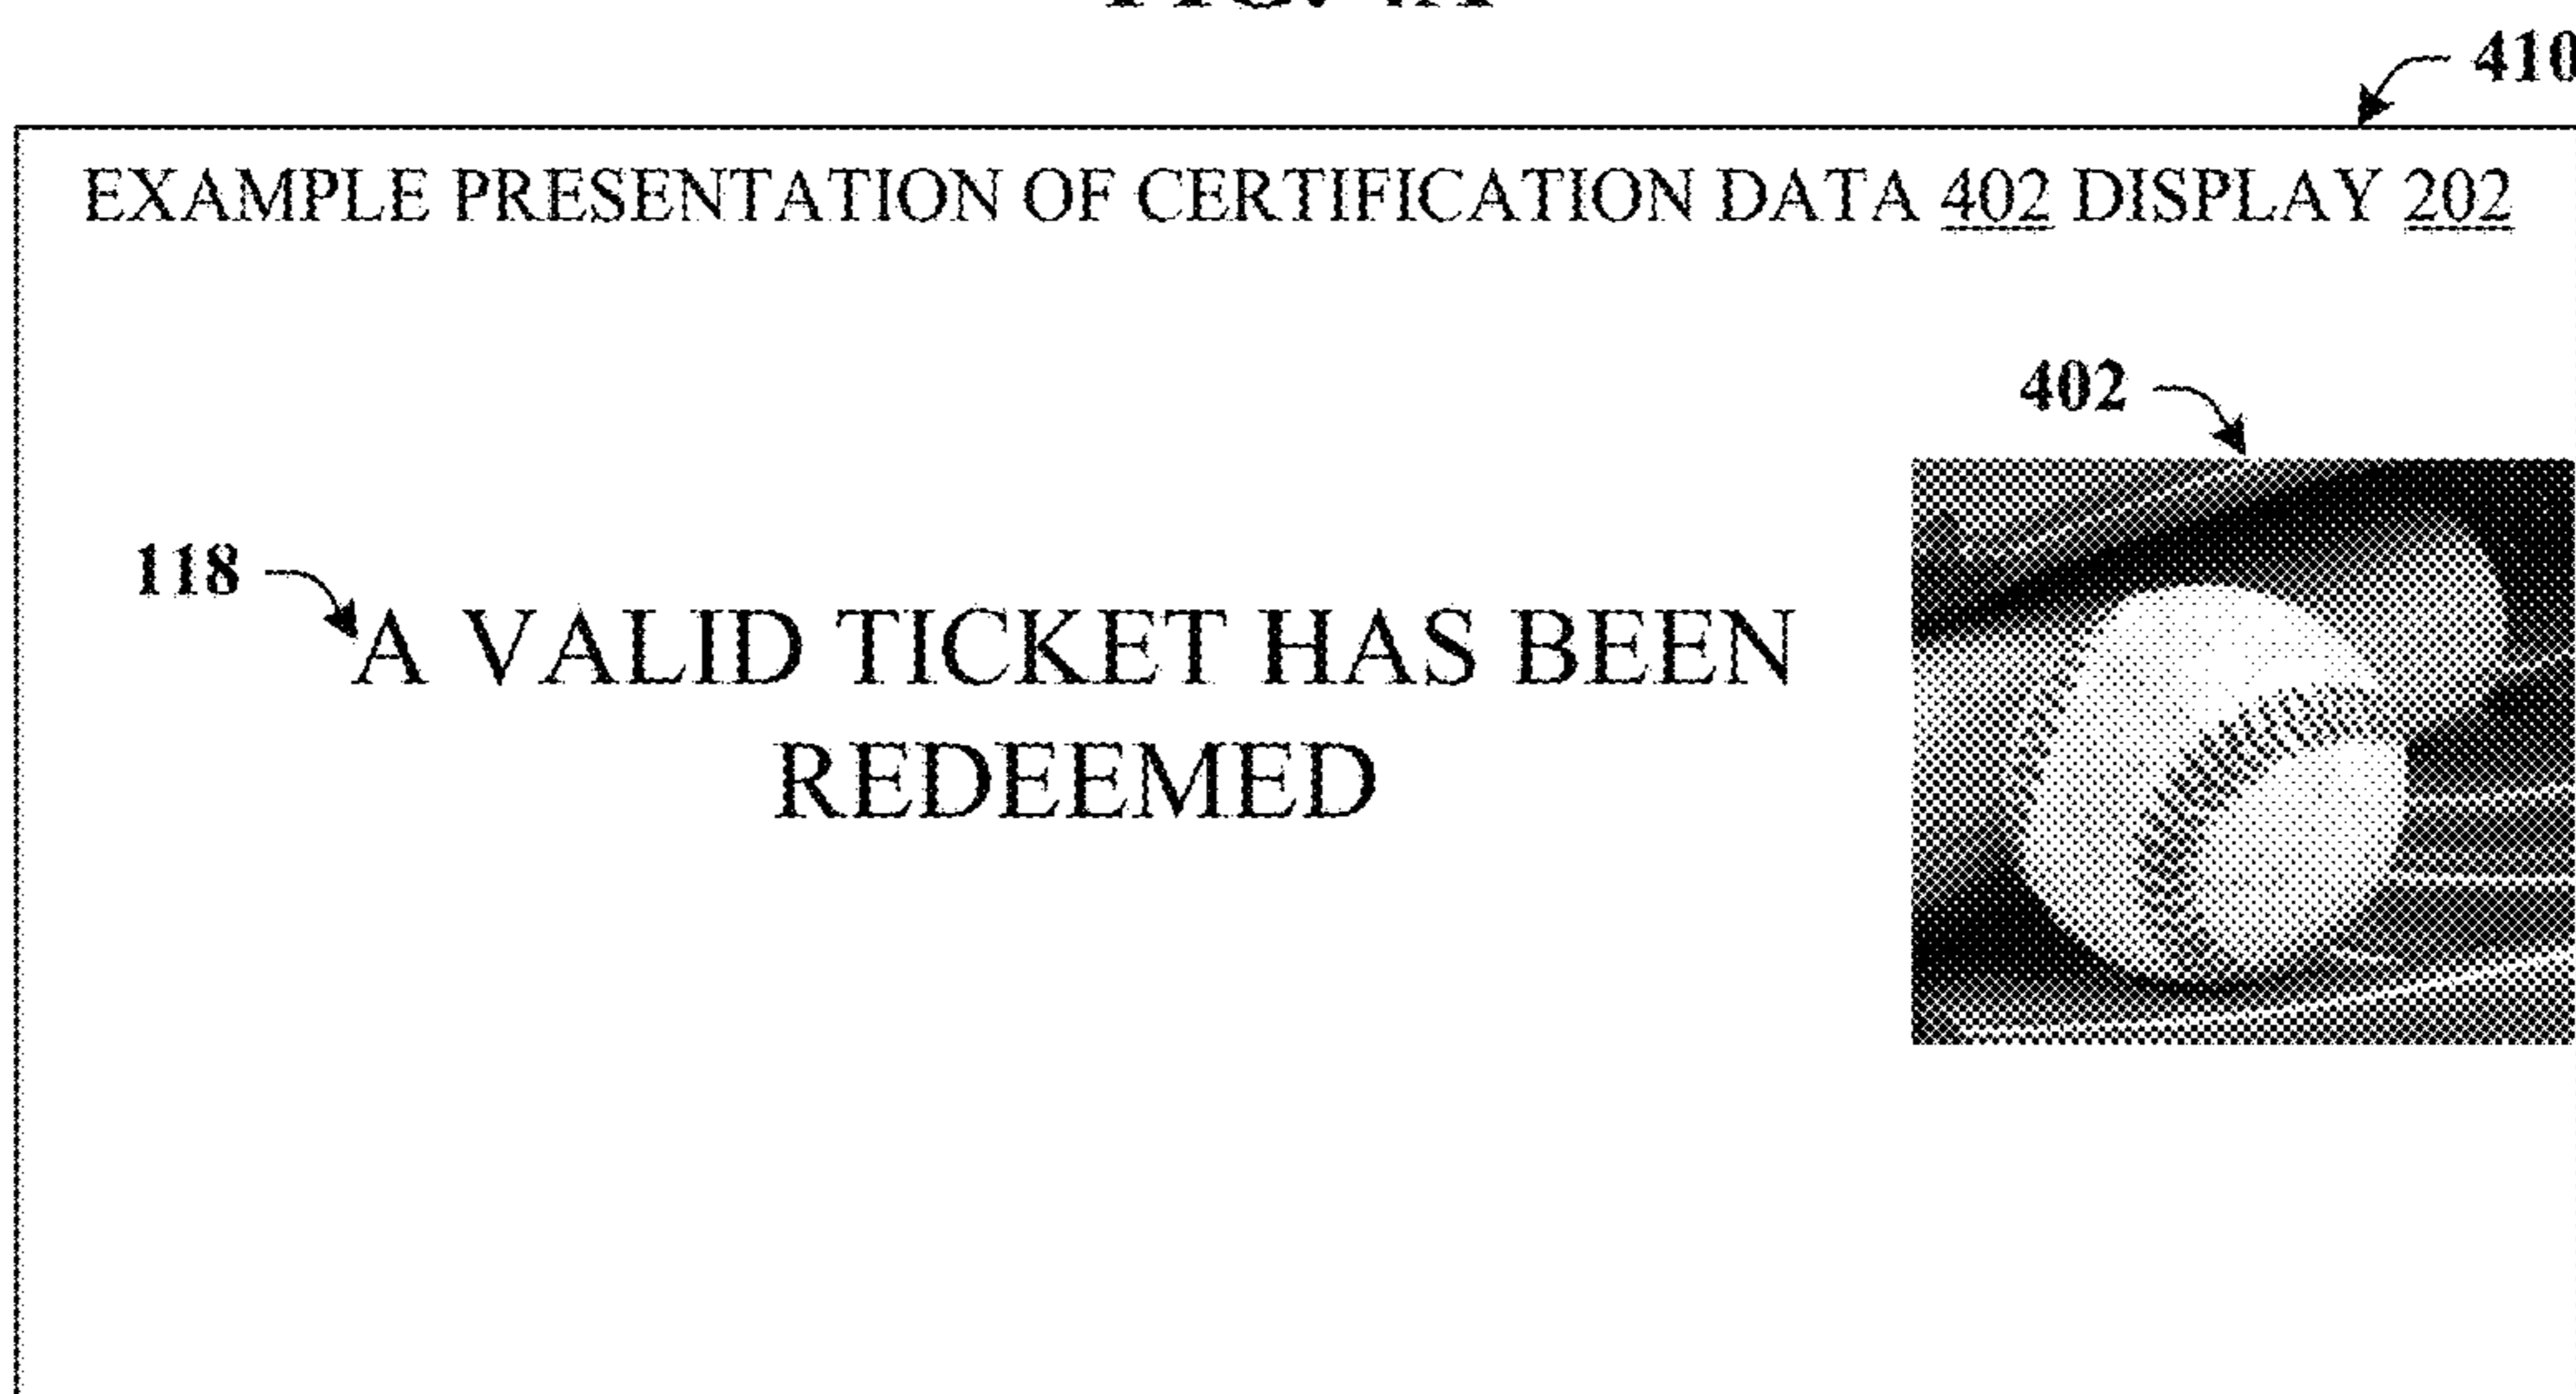 410
EXAMPLE PRESENTATION OF CERTIFICATION DATA 402 DISPLAY 202
402
118
A VALID TICKET HAS BEEN
REDEEMED